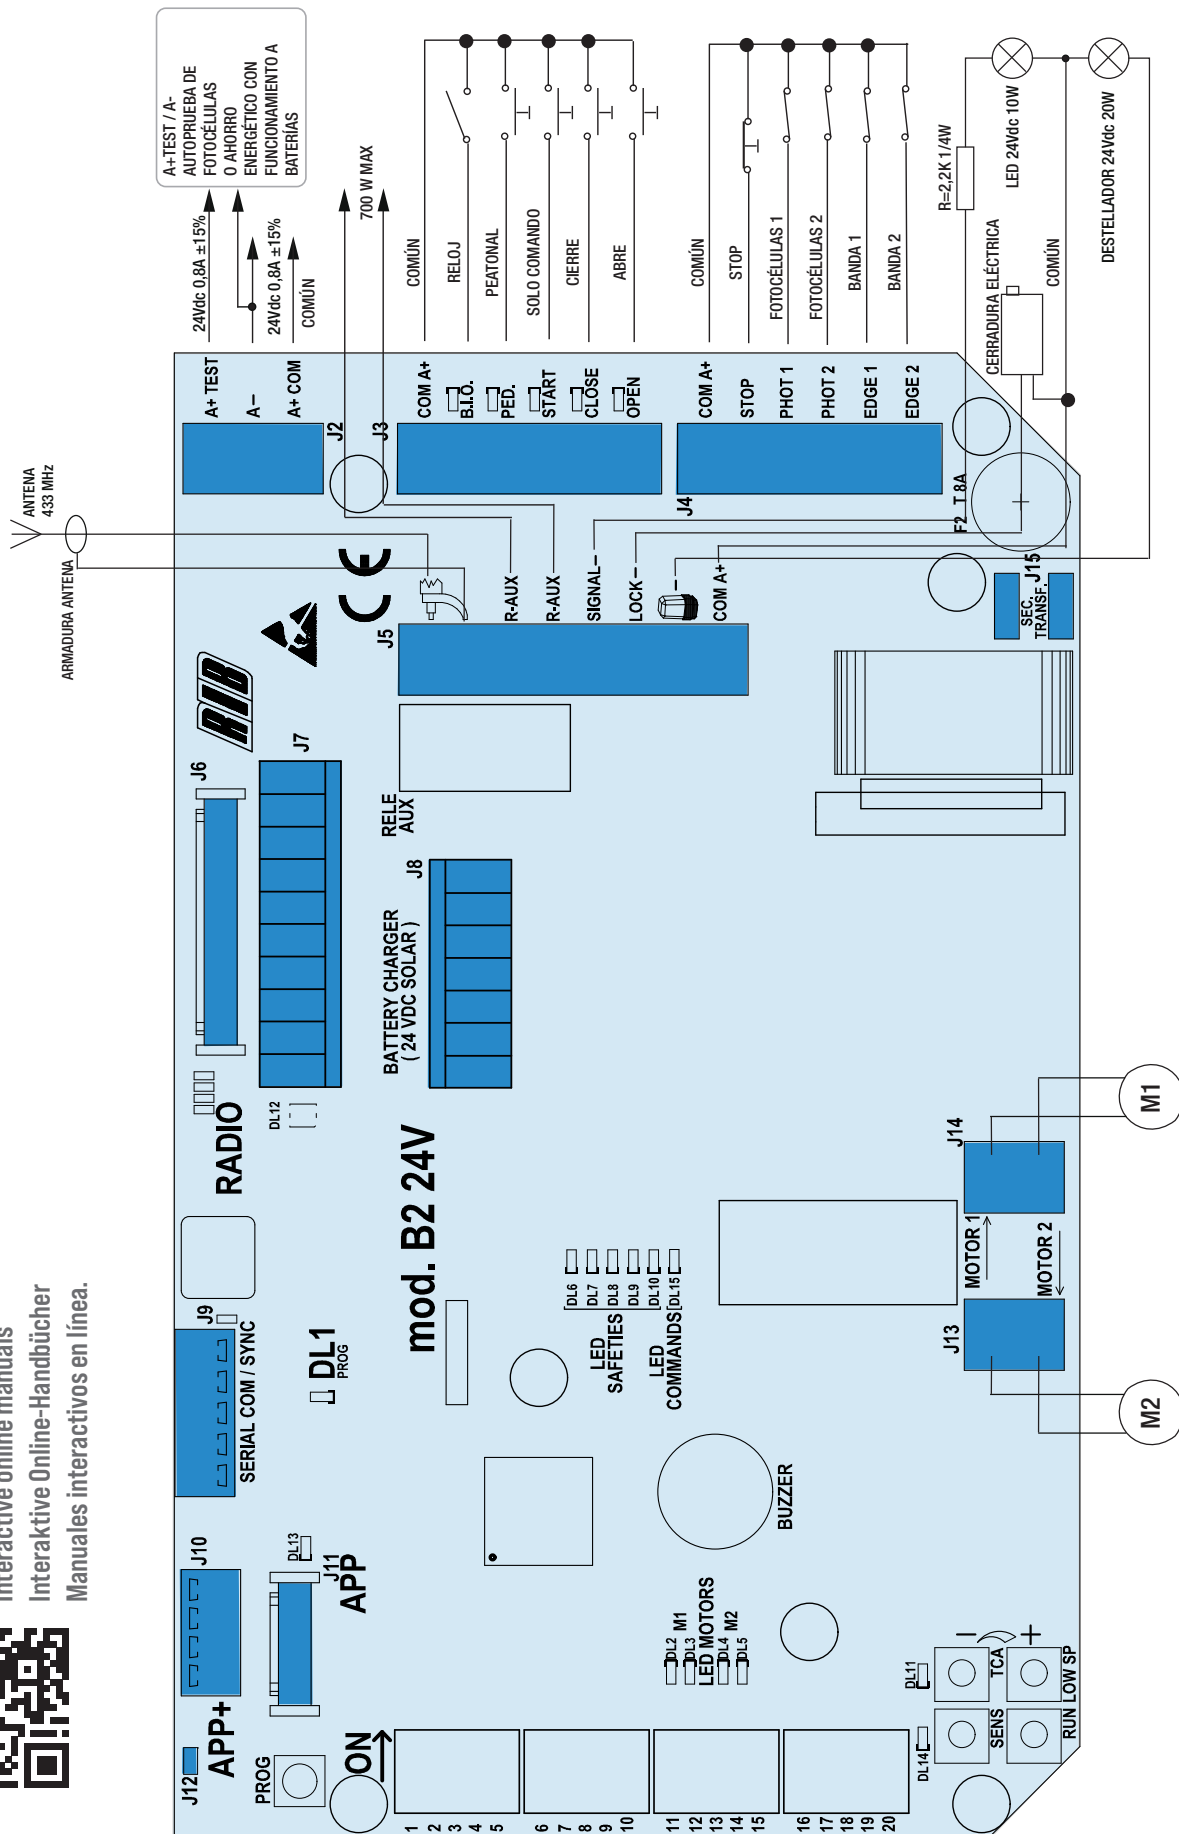 Interactive online manuals
Interaktive Online-Handbücher
Manuales interactivos en línea.
A+TEST / A-
AUTOPRUEBA DE
FOTOCÉLULAS
O AHORRO
ENERGÉTICO CON
FUNCIONAMIENTO A
BATERÍAS
24Vdc 0,8A ±15%
24Vdc 0,8A ±15%
COMÚN
700 W MAX
COMÚN
RELOJ
PEATONAL
SOLO COMANDO
CIERRE
ABRE
COMÚN
STOP
FOTOCÉLULAS 1
FOTOCÉLULAS 2
BANDA 1
BANDA 2
R=2,2K 1/4W
LED 24Vdc 10W
CERRADURA ELÉCTRICA
COMÚN
DESTELLADOR 24Vdc 20W
ANTENA
433 MHz
ARMADURA ANTENA
A+ TEST
A–
A+ COM
J2
J3
COM A+
B.I.O.
PED.
START
CLOSE
OPEN
COM A+
STOP
PHOT 1
PHOT 2
EDGE 1
EDGE 2
J4
F2 T 8A
J5
R-AUX
R-AUX
SIGNAL–
LOCK–
–
COM A+
J15
SEC.
TRANSF.
CE
RIB
J6
J7
RELE
AUX
J8
BATTERY CHARGER
( 24 VDC SOLAR )
RADIO
DL12
mod. B2 24V
J9
SERIAL COM / SYNC
DL1
PROG
DL6
DL7
DL8
DL9
DL10
DL15
LED
SAFETIES
LED
COMMANDS
J14
MOTOR 1
MOTOR 2
J13
M1
M2
BUZZER
J10
APP+
J11
APP
DL13
J12
PROG
ON
DL2
DL3
DL4
DL5
M1
M2
LED MOTORS
DL11
DL14
–
+
TCA
SENS
LOW SP
RUN
1
2
3
4
5
6
7
8
9
10
11
12
13
14
15
16
17
18
19
20